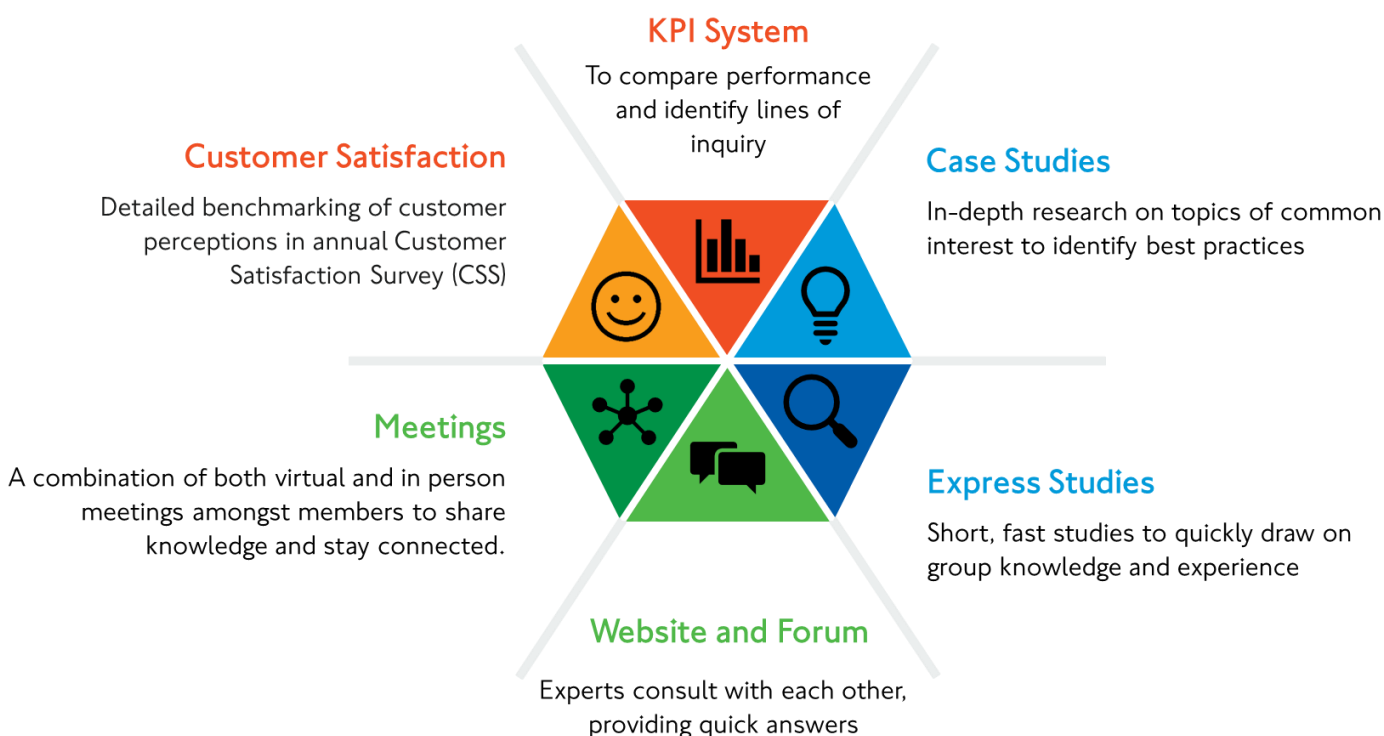 KPI System
To compare performance
and identify lines of
inquiry
Customer Satisfaction
Detailed benchmarking of customer
perceptions in annual Customer
Satisfaction Survey (CSS)
Case Studies
In-depth research on topics of common
interest to identify best practices
Meetings
A combination of both virtual and in person
meetings amongst members to share
knowledge and stay connected.
Express Studies
Short, fast studies to quickly draw on
group knowledge and experience
Website and Forum
Experts consult with each other,
providing quick answers